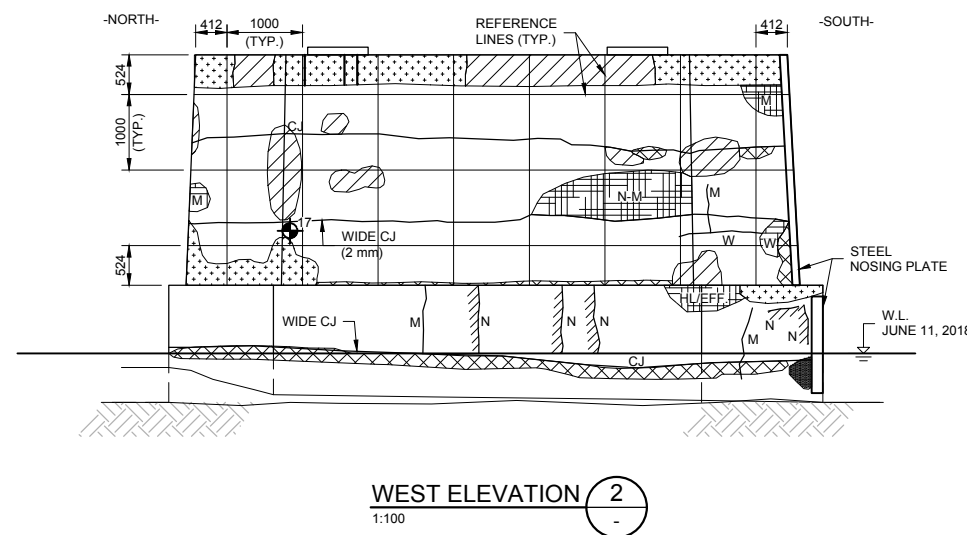 -NORTH-
412
1000
(TYP.)
REFERENCE
LINES (TYP.)
412
-SOUTH-
524
1000
(TYP.)
524
CJ
M
M
N-M
M
17
WIDE CJ
(2 mm)
W
W
STEEL
NOSING PLATE
HL/EFF.
WIDE CJ
M
N
N
N
M
N
N
CJ
W.L.
JUNE 11, 2018
WEST ELEVATION
2
-
1:100